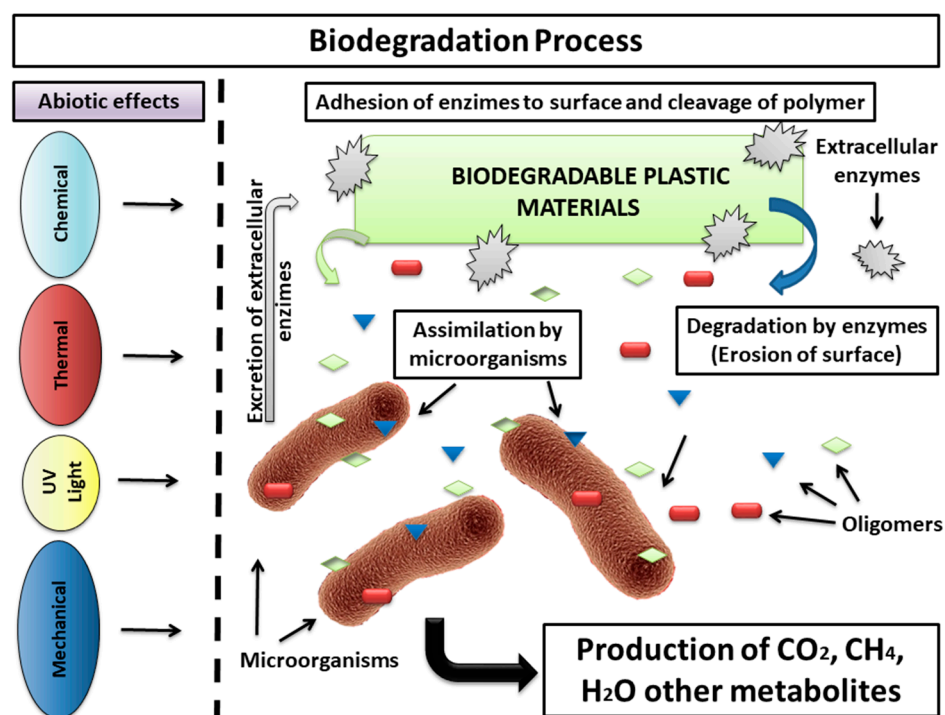 Biodegradation Process
Abiotic effects
Chemical
Thermal
UV
Light
Mechanical
Adhesion of enzimes to surface and cleavage of polymer
BIODEGRADABLE PLASTIC
MATERIALS
Extracellular
enzymes
Excretion of extracellular
enzimes
Assimilation by
microorganisms
Degradation by enzymes
(Erosion of surface)
Oligomers
Microorganisms
Production of CO₂, CH₄,
H₂O other metabolites